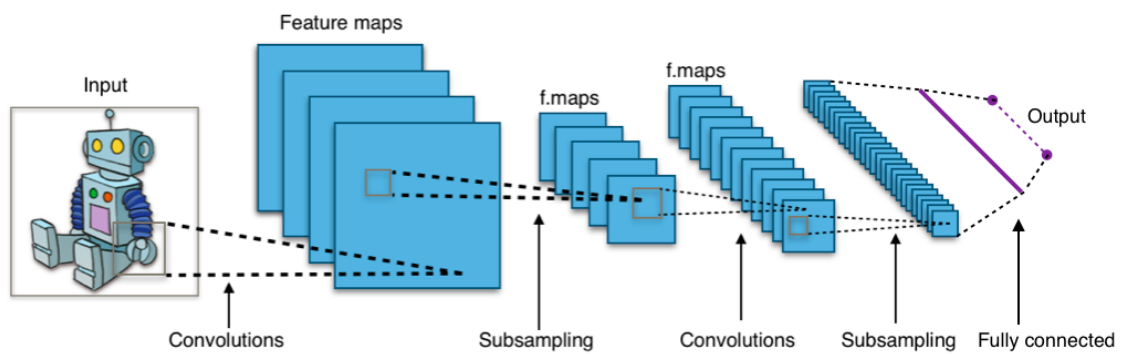 Input
Feature maps
f.maps
f.maps
Output
Convolutions
Subsampling
Convolutions
Subsampling
Fully connected